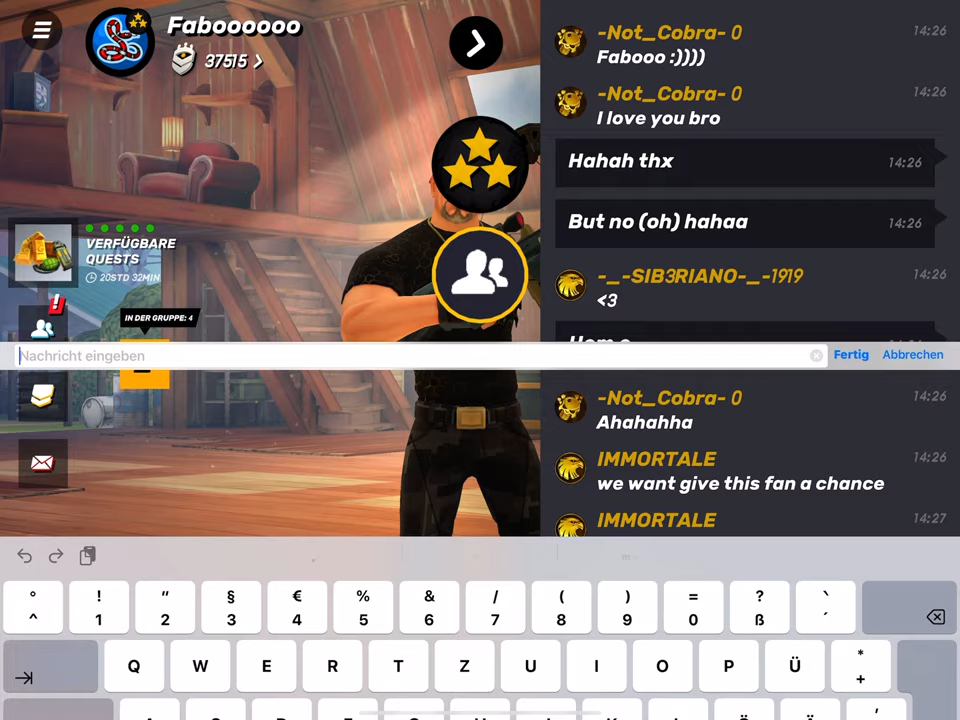 Faboooooo
37515
VERFÜGBARE
QUESTS
20STD 32MIN
IN DER GRUPPE: 4
-Not_Cobra- 0
14:26
Fabooo :))))
-Not_Cobra- 0
14:26
I love you bro
Hahah thx
14:26
But no (oh) hahaa
14:26
-_-SIB3RIANO-_-1919
14:26
<3
Nachricht eingeben
Fertig
Abbrechen
-Not_Cobra- 0
14:26
Ahahahha
IMMORTALE
14:26
we want give this fan a chance
IMMORTALE
14:27
° ! " § € % & / ( ) = ? `
^ 1 2 3 4 5 6 7 8 9 0 ß ´
Q W E R T Z U I O P Ü * +